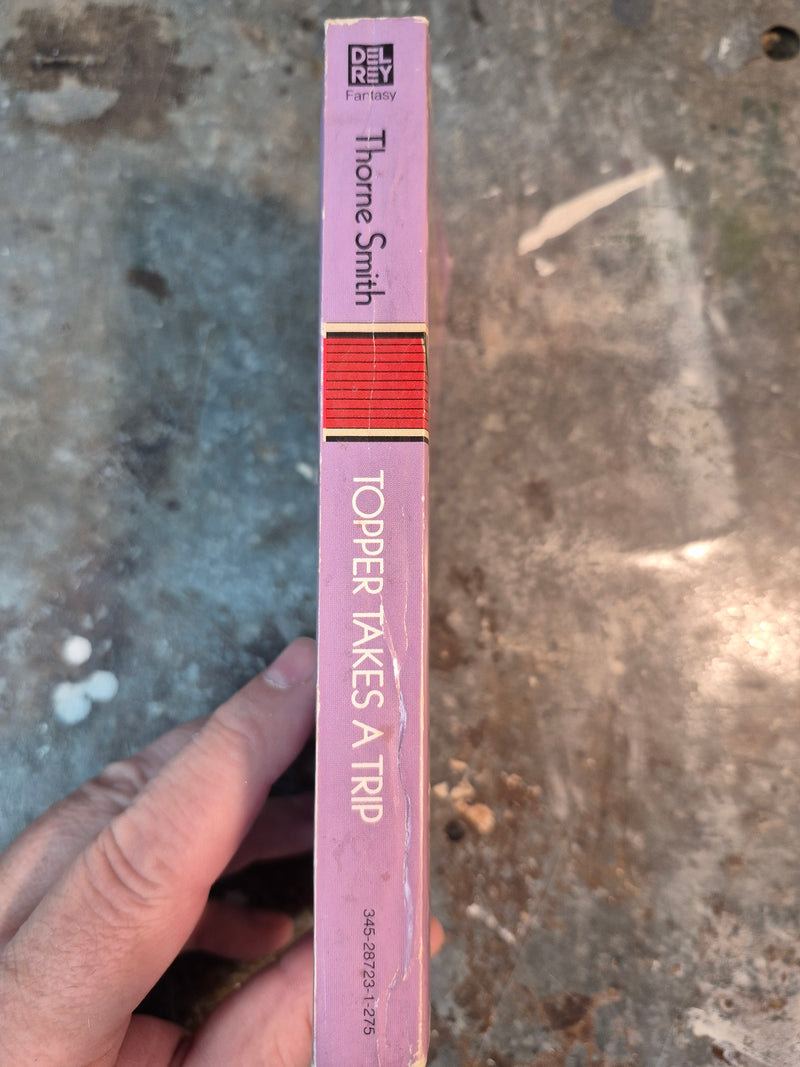 DEL
REY
Fantasy
Thorne Smith
TOPPER TAKES A TRIP
345-28723-1-275